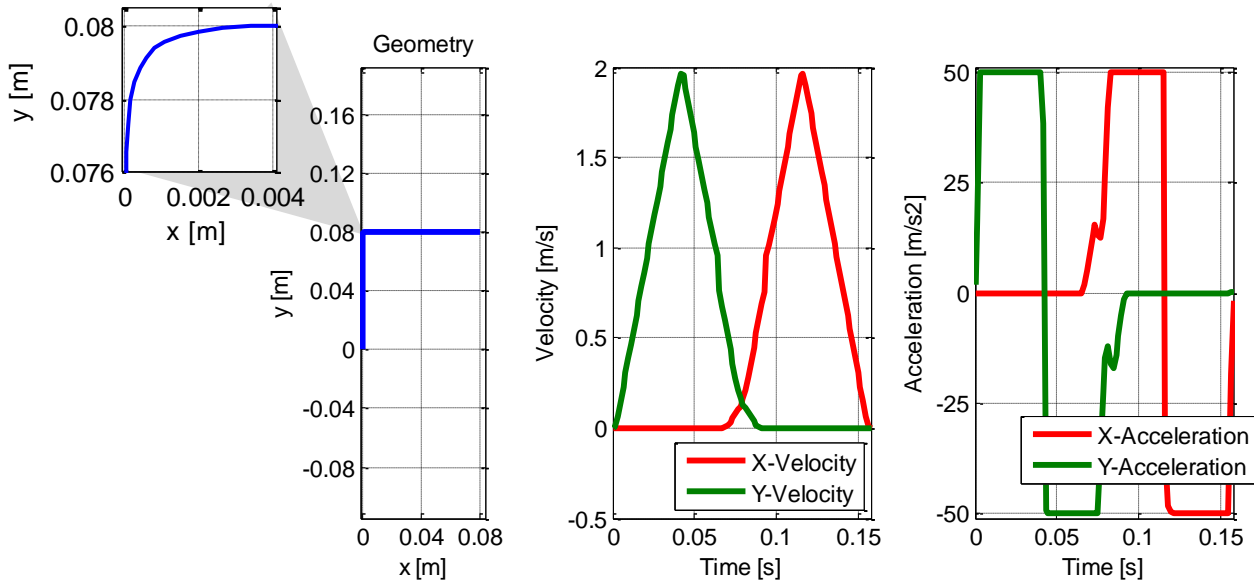 0.08
0.078
0.076
y [m]
0
0.002
0.004
x [m]
Geometry
0.16
0.12
0.08
0.04
0
-0.04
-0.08
y [m]
0
0.04
0.08
x [m]
2
1.5
1
0.5
0
-0.5
Velocity [m/s]
X-Velocity
Y-Velocity
0
0.05
0.1
0.15
Time [s]
50
25
0
-25
-50
Acceleration [m/s2]
X-Acceleration
Y-Acceleration
0
0.05
0.1
0.15
Time [s]